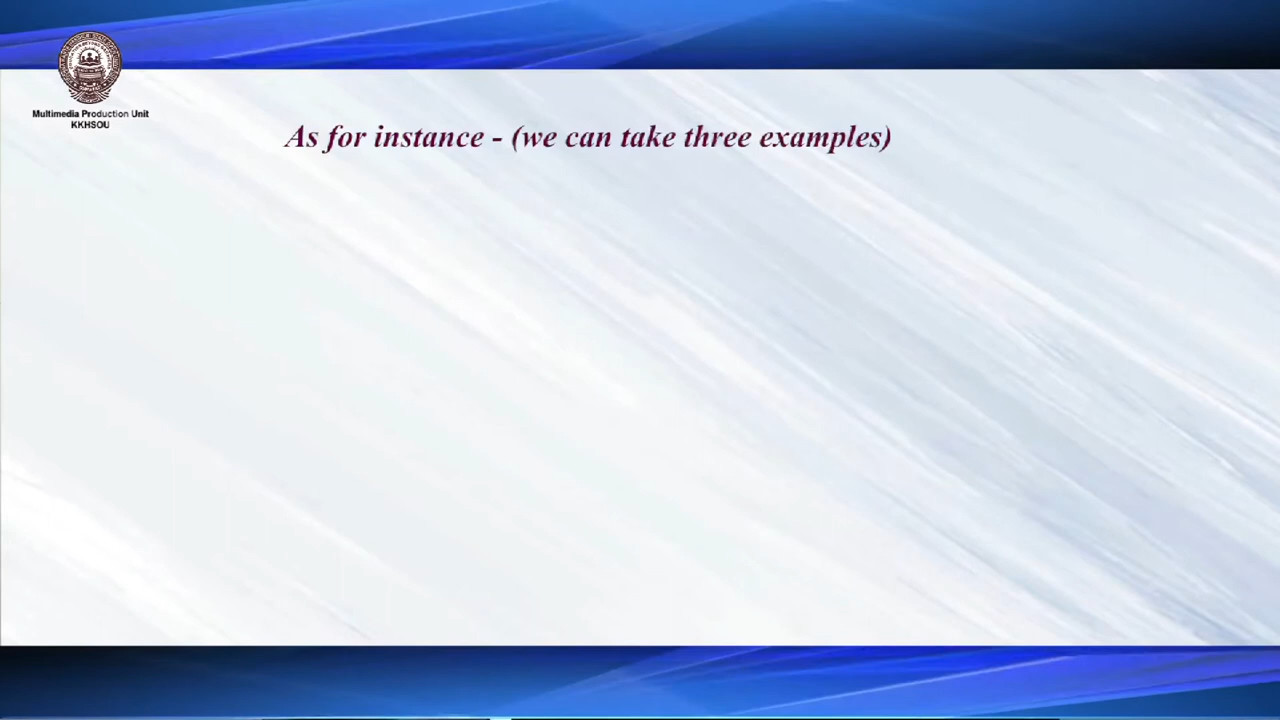 Multimedia Production Unit
KKHSOU
As for instance - (we can take three examples)